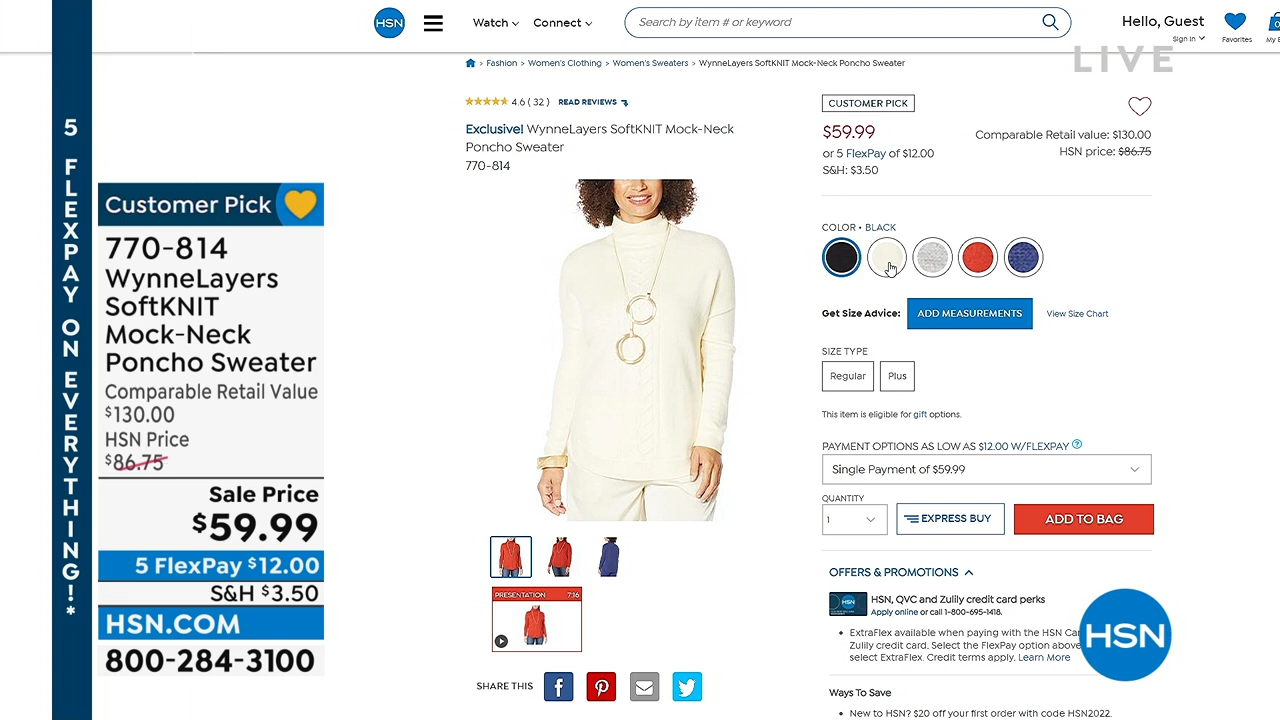 5 FLEXPAY ON EVERYTHING!*
Customer Pick
770-814
WynneLayers
SoftKNIT
Mock-Neck
Poncho Sweater
Comparable Retail Value
$130.00
HSN Price
$86.75
Sale Price
$59.99
5 FlexPay $12.00
S&H $3.50
HSN.COM
800-284-3100
HSN
Watch
Connect
Search by item # or keyword
Hello, Guest
Sign In
Favorites
0
LIVE
> Fashion > Women's Clothing > Women's Sweaters > WynneLayers SoftKNIT Mock-Neck Poncho Sweater
4.6 ( 32 ) READ REVIEWS
Exclusive! WynneLayers SoftKNIT Mock-Neck
Poncho Sweater
770-814
PRESENTATION 7:16
SHARE THIS
CUSTOMER PICK
$59.99
or 5 FlexPay of $12.00
S&H: $3.50
Comparable Retail value: $130.00
HSN price: $86.75
COLOR • BLACK
Get Size Advice: ADD MEASUREMENTS View Size Chart
SIZE TYPE
Regular Plus
This item is eligible for gift options.
PAYMENT OPTIONS AS LOW AS $12.00 W/FLEXPAY ?
Single Payment of $59.99
QUANTITY
1 EXPRESS BUY ADD TO BAG
OFFERS & PROMOTIONS
HSN, QVC and Zulily credit card perks
Apply online or call 1-800-695-1418.
• ExtraFlex available when paying with the HSN
Zulily credit card. Select the FlexPay option above
select ExtraFlex. Credit terms apply. Learn More
HSN
Ways To Save
• New to HSN? $20 off your first order with code HSN2022.